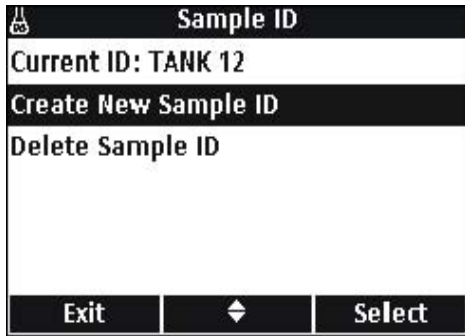 Sample ID
Current ID: TANK 12
Create New Sample ID
Delete Sample ID
Exit Select